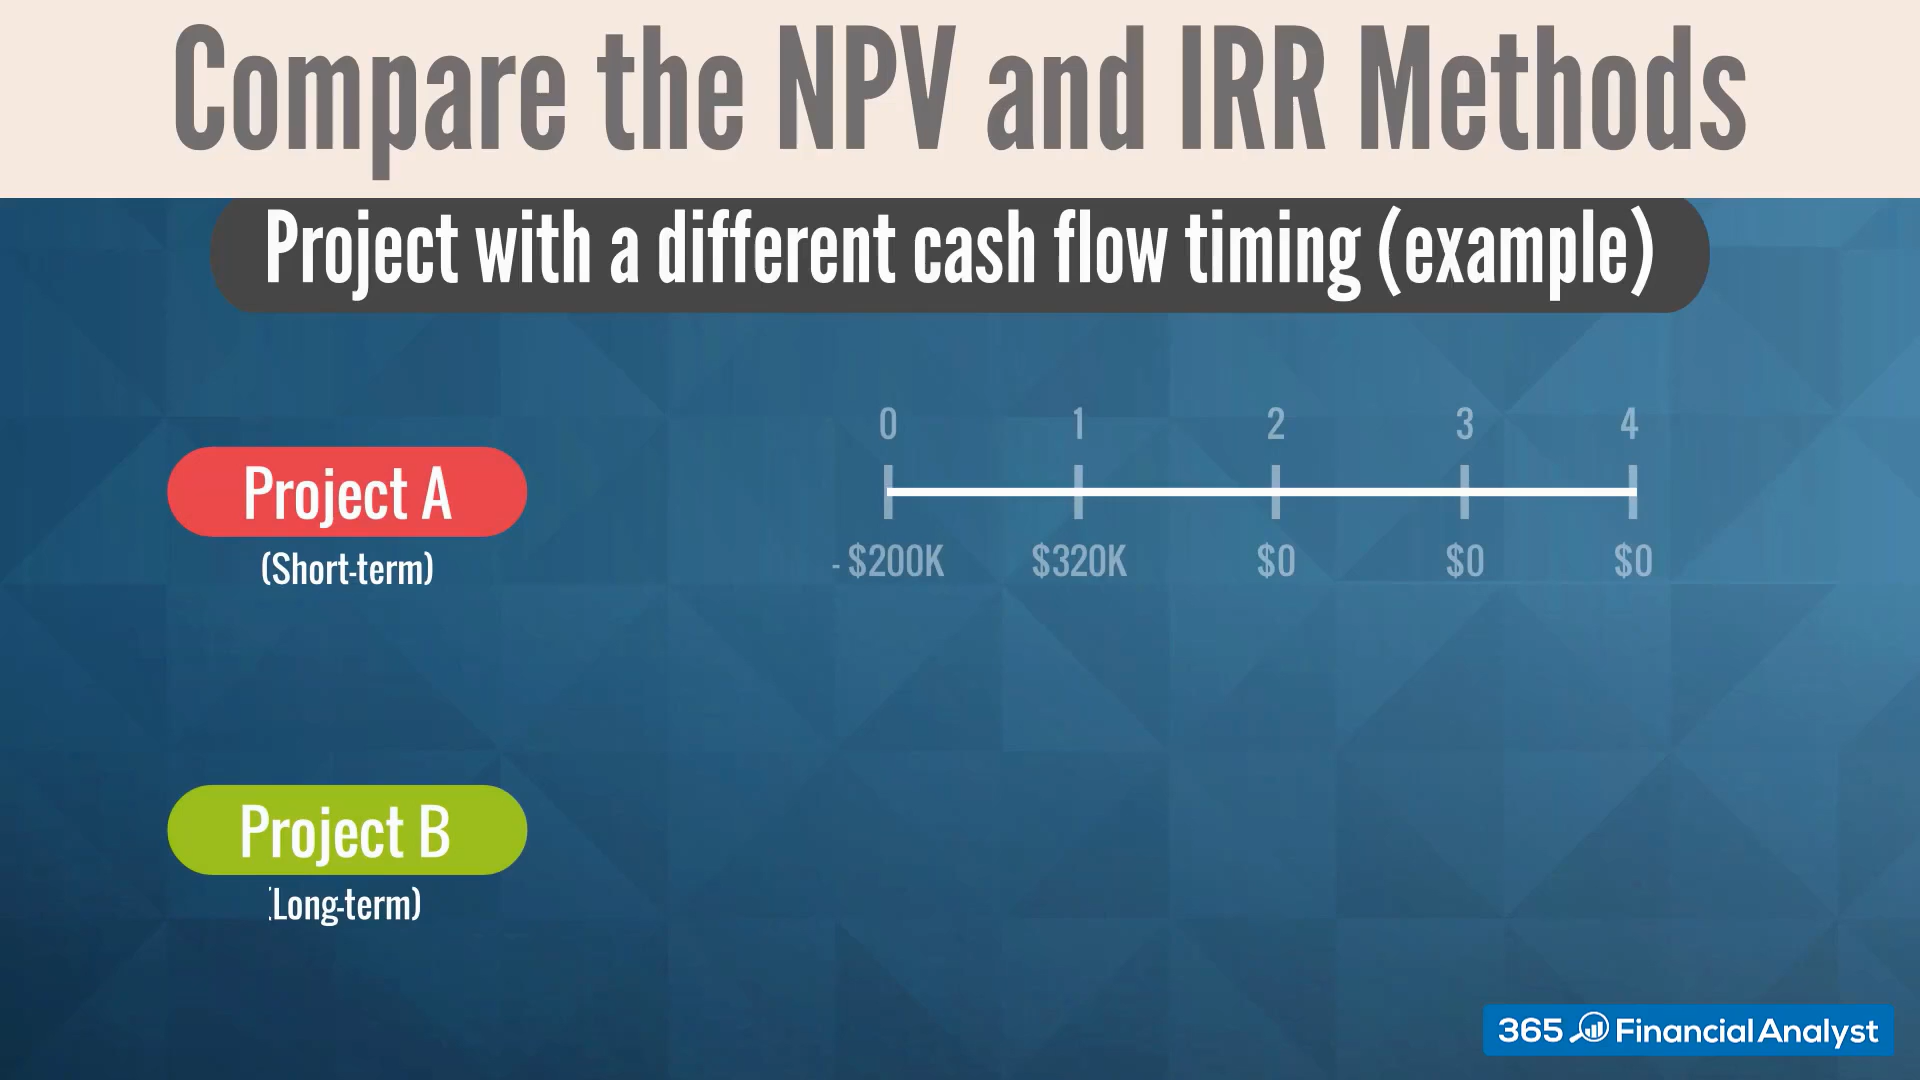 Compare the NPV and IRR Methods
Project with a different cash flow timing (example)
0 1 2 3 4
Project A
(Short-term)
- $200K $320K $0 $0 $0
Project B
(Long-term)
365 Financial Analyst